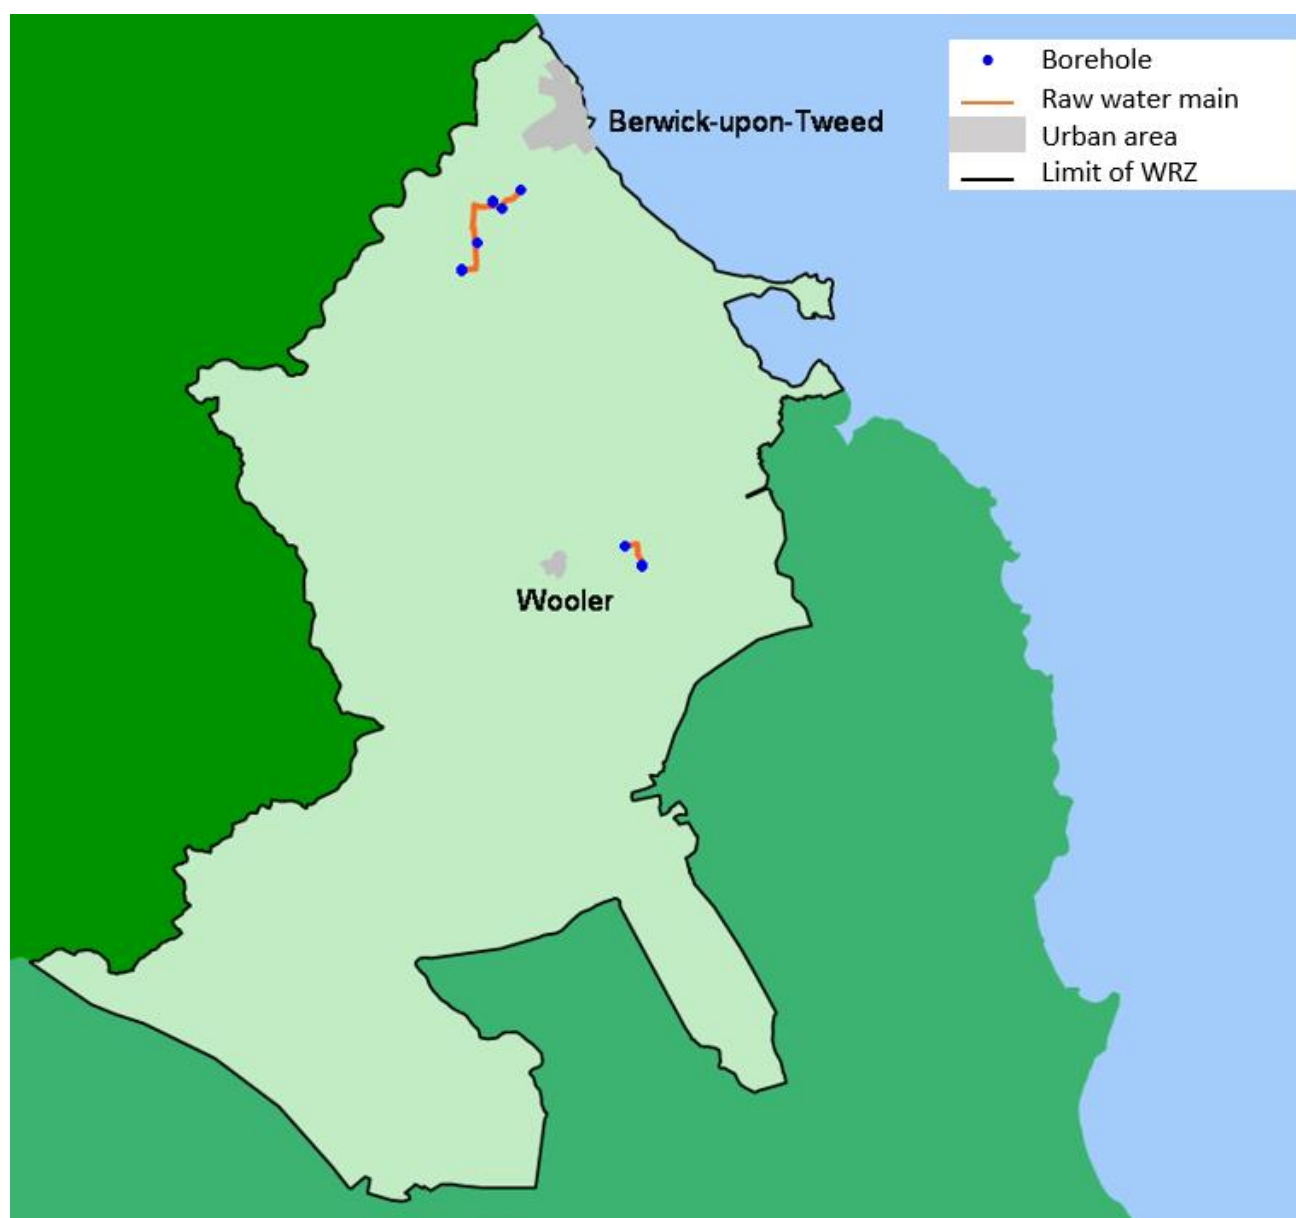 Borehole
Raw water main
Urban area
Limit of WRZ
Berwick-upon-Tweed
Wooler